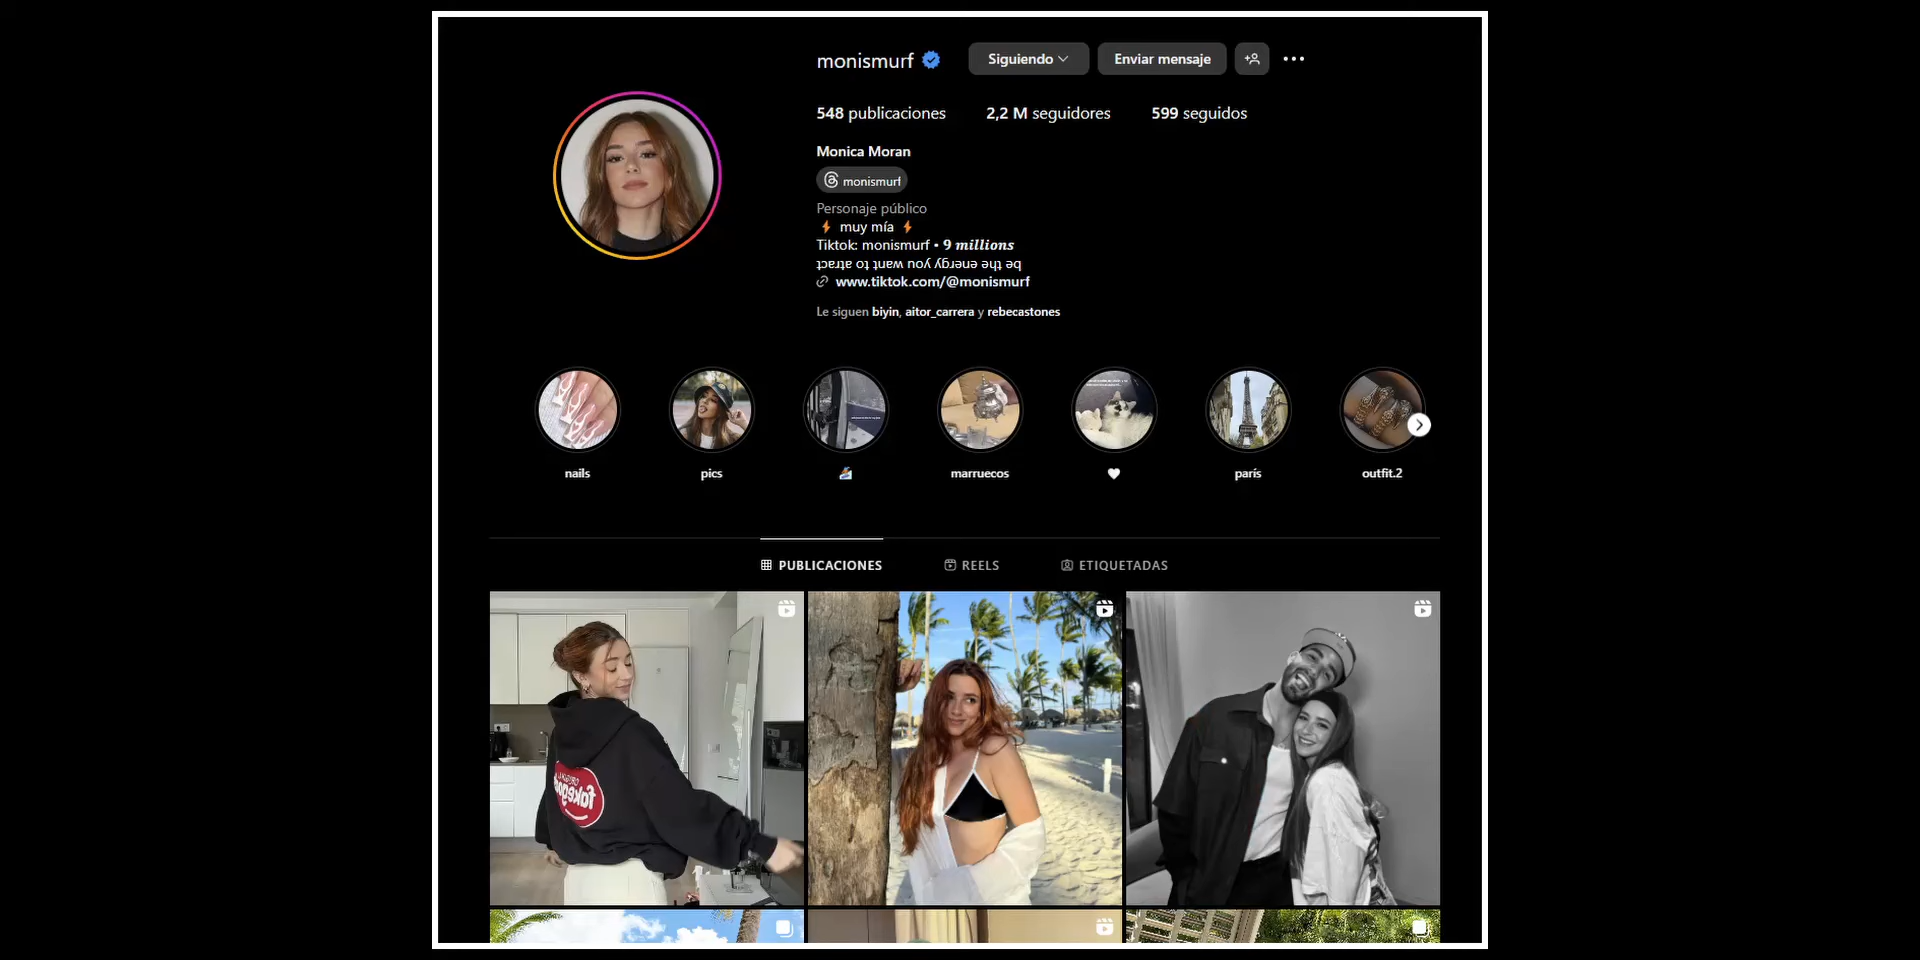 monismurf
Siguiendo
Enviar mensaje
548 publicaciones
2,2 M seguidores
599 seguidos
Monica Moran
monismurf
Personaje público
⚡ muy mía ⚡
Tiktok: monismurf • 𝟗 𝒎𝒊𝒍𝒍𝒊𝒐𝒏𝒔
ʇɔɐɹʇɐ oʇ ʇuɐʍ noʎ ʎƃɹǝuǝ ǝɥʇ ǝq
www.tiktok.com/@monismurf
Le siguen biyin, aitor_carrera y rebecastones
nails
pics
marruecos
parís
outfit.2
PUBLICACIONES
REELS
ETIQUETADAS